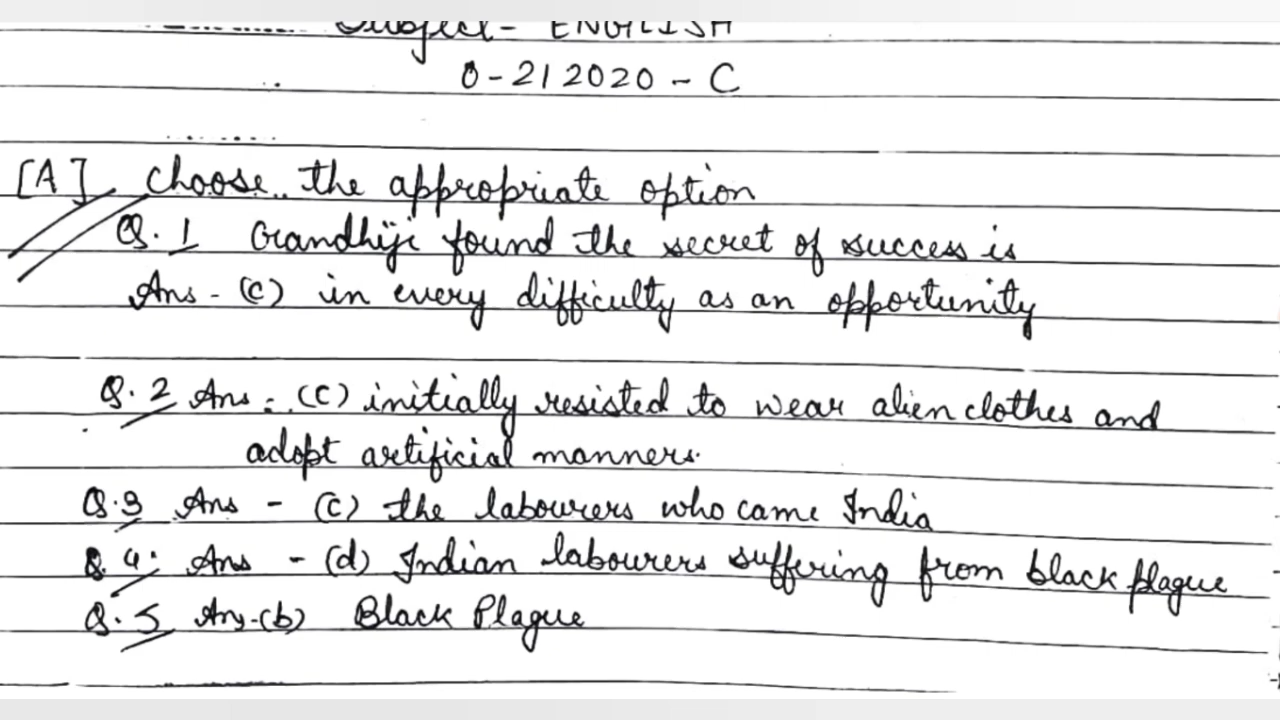 Subject - ENGLISH
0-212020 - C
[A] Choose the appropriate option
Q.1 Gandhiji found the secret of success is
Ans - (c) in every difficulty as an opportunity
Q.2 Ans - (c) initially resisted to wear alien clothes and
adopt artificial manners.
Q.3 Ans - (c) the labourers who came India
Q.4. Ans - (d) Indian labourers suffering from black plague
Q.5 Ans-(b) Black Plague